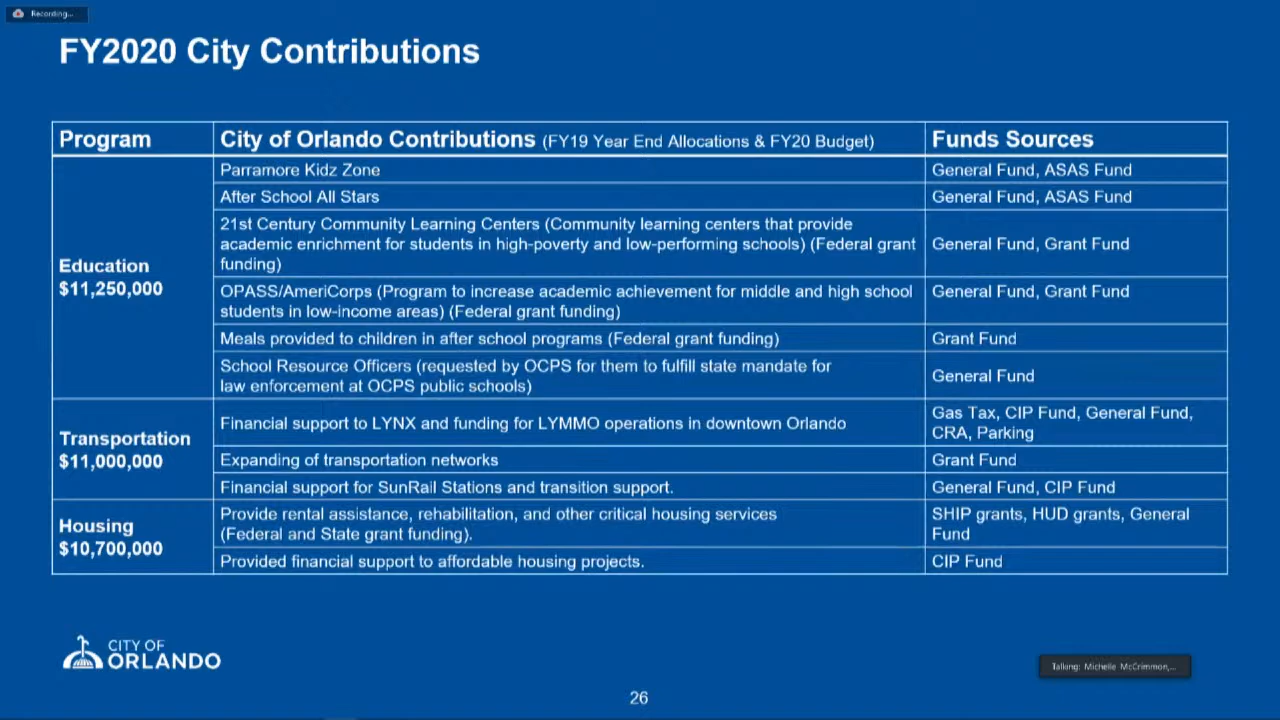 Recording...
FY2020 City Contributions
Program
City of Orlando Contributions (FY19 Year End Allocations & FY20 Budget)
Funds Sources
Education
$11,250,000
Parramore Kidz Zone
General Fund, ASAS Fund
After School All Stars
General Fund, ASAS Fund
21st Century Community Learning Centers (Community learning centers that provide
academic enrichment for students in high-poverty and low-performing schools) (Federal grant
funding)
General Fund, Grant Fund
OPASS/AmeriCorps (Program to increase academic achievement for middle and high school
students in low-income areas) (Federal grant funding)
General Fund, Grant Fund
Meals provided to children in after school programs (Federal grant funding)
Grant Fund
School Resource Officers (requested by OCPS for them to fulfill state mandate for
law enforcement at OCPS public schools)
General Fund
Transportation
$11,000,000
Financial support to LYNX and funding for LYMMO operations in downtown Orlando
Gas Tax, CIP Fund, General Fund,
CRA, Parking
Expanding of transportation networks
Grant Fund
Financial support for SunRail Stations and transition support.
General Fund, CIP Fund
Housing
$10,700,000
Provide rental assistance, rehabilitation, and other critical housing services
(Federal and State grant funding).
SHIP grants, HUD grants, General
Fund
Provided financial support to affordable housing projects.
CIP Fund
CITY OF
ORLANDO
Talking: Michelle McCrimmon,...
26